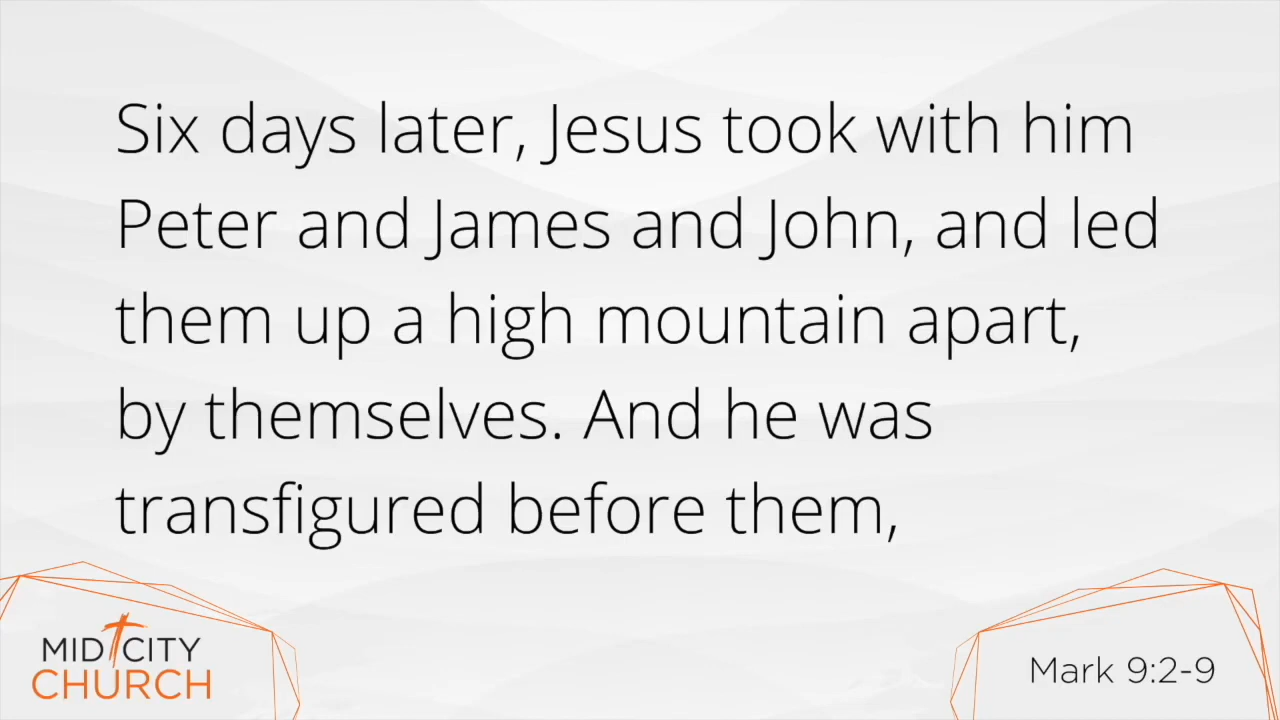 Six days later, Jesus took with him
Peter and James and John, and led
them up a high mountain apart,
by themselves. And he was
transfigured before them,
MID CITY
CHURCH
Mark 9:2-9